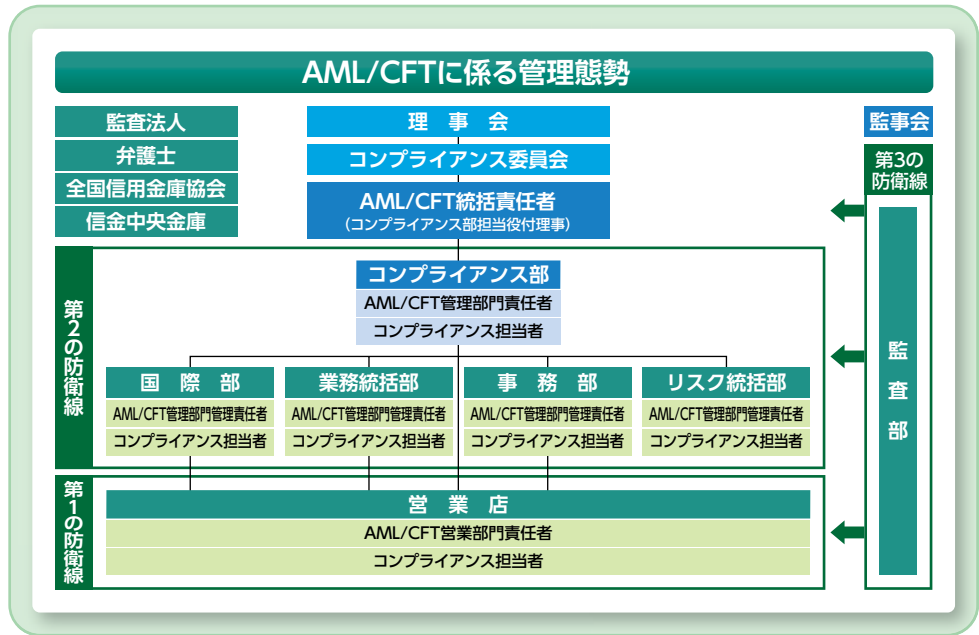 AML/CFTに係る管理態勢
監査法人
弁護士
全国信用金庫協会
信金中央金庫
理事会
コンプライアンス委員会
AML/CFT統括責任者
(コンプライアンス部担当役付理事)
監事会
第3の
防衛線
監査部
第2の防衛線
コンプライアンス部
AML/CFT管理部門責任者
コンプライアンス担当者
国際部
AML/CFT管理部門管理責任者
コンプライアンス担当者
業務統括部
AML/CFT管理部門管理責任者
コンプライアンス担当者
事務部
AML/CFT管理部門管理責任者
コンプライアンス担当者
リスク統括部
AML/CFT管理部門管理責任者
コンプライアンス担当者
第1の防衛線
営業店
AML/CFT営業部門責任者
コンプライアンス担当者